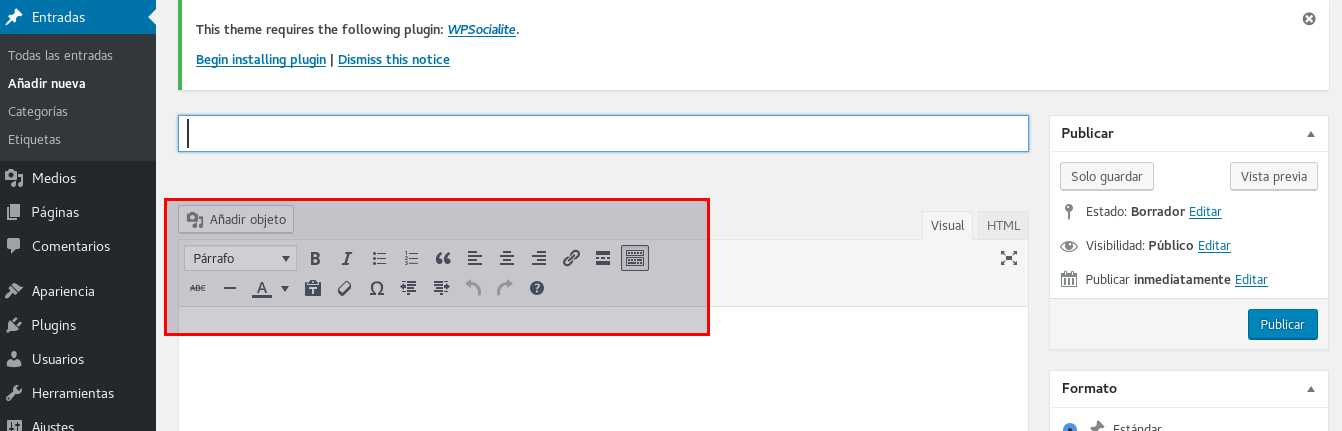 Entradas
Todas las entradas
Añadir nueva
Categorías
Etiquetas
Medios
Páginas
Comentarios
Apariencia
Plugins
Usuarios
Herramientas
Ajustes
This theme requires the following plugin: WPSocialite.
Begin installing plugin | Dismiss this notice
Añadir objeto
Visual HTML
Párrafo
B I
ABC A Ω
Publicar
Solo guardar Vista previa
Estado: Borrador Editar
Visibilidad: Público Editar
Publicar inmediatamente Editar
Publicar
Formato
Estándar